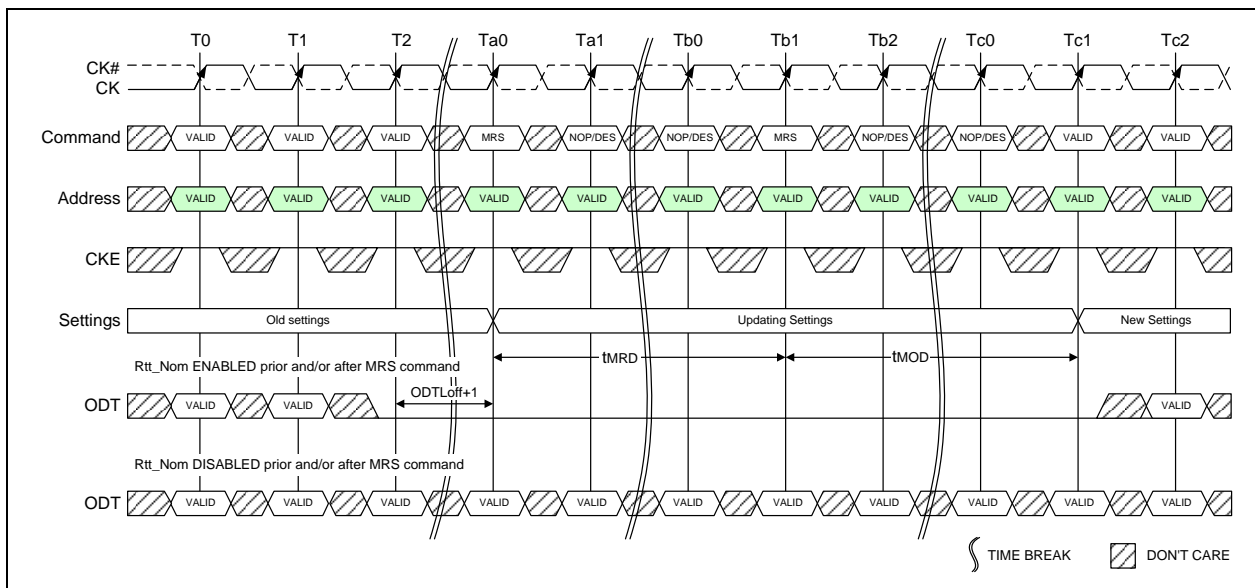 T0 T1 T2 Ta0 Ta1 Tb0 Tb1 Tb2 Tc0 Tc1 Tc2
CK#
CK
Command VALID VALID VALID MRS NOP/DES NOP/DES MRS NOP/DES NOP/DES VALID VALID
Address VALID VALID VALID VALID VALID VALID VALID VALID VALID VALID VALID
CKE
Settings Old settings Updating Settings New Settings
tMRD tMOD
Rtt_Nom ENABLED prior and/or after MRS command
ODTLoff+1
ODT VALID VALID VALID
Rtt_Nom DISABLED prior and/or after MRS command
ODT VALID VALID VALID VALID VALID VALID VALID VALID VALID VALID VALID
TIME BREAK DON'T CARE